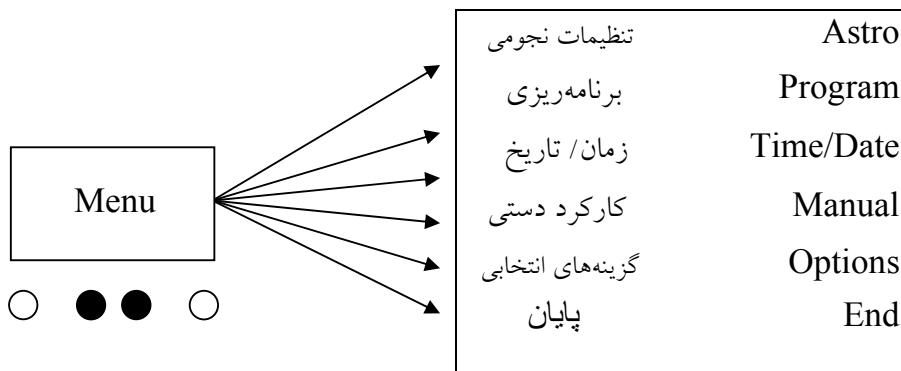 Menu
تنظیمات نجومی Astro
برنامه‌ریزی Program
زمان/ تاریخ Time/Date
کارکرد دستی Manual
گزینه‌های انتخابی Options
پایان End